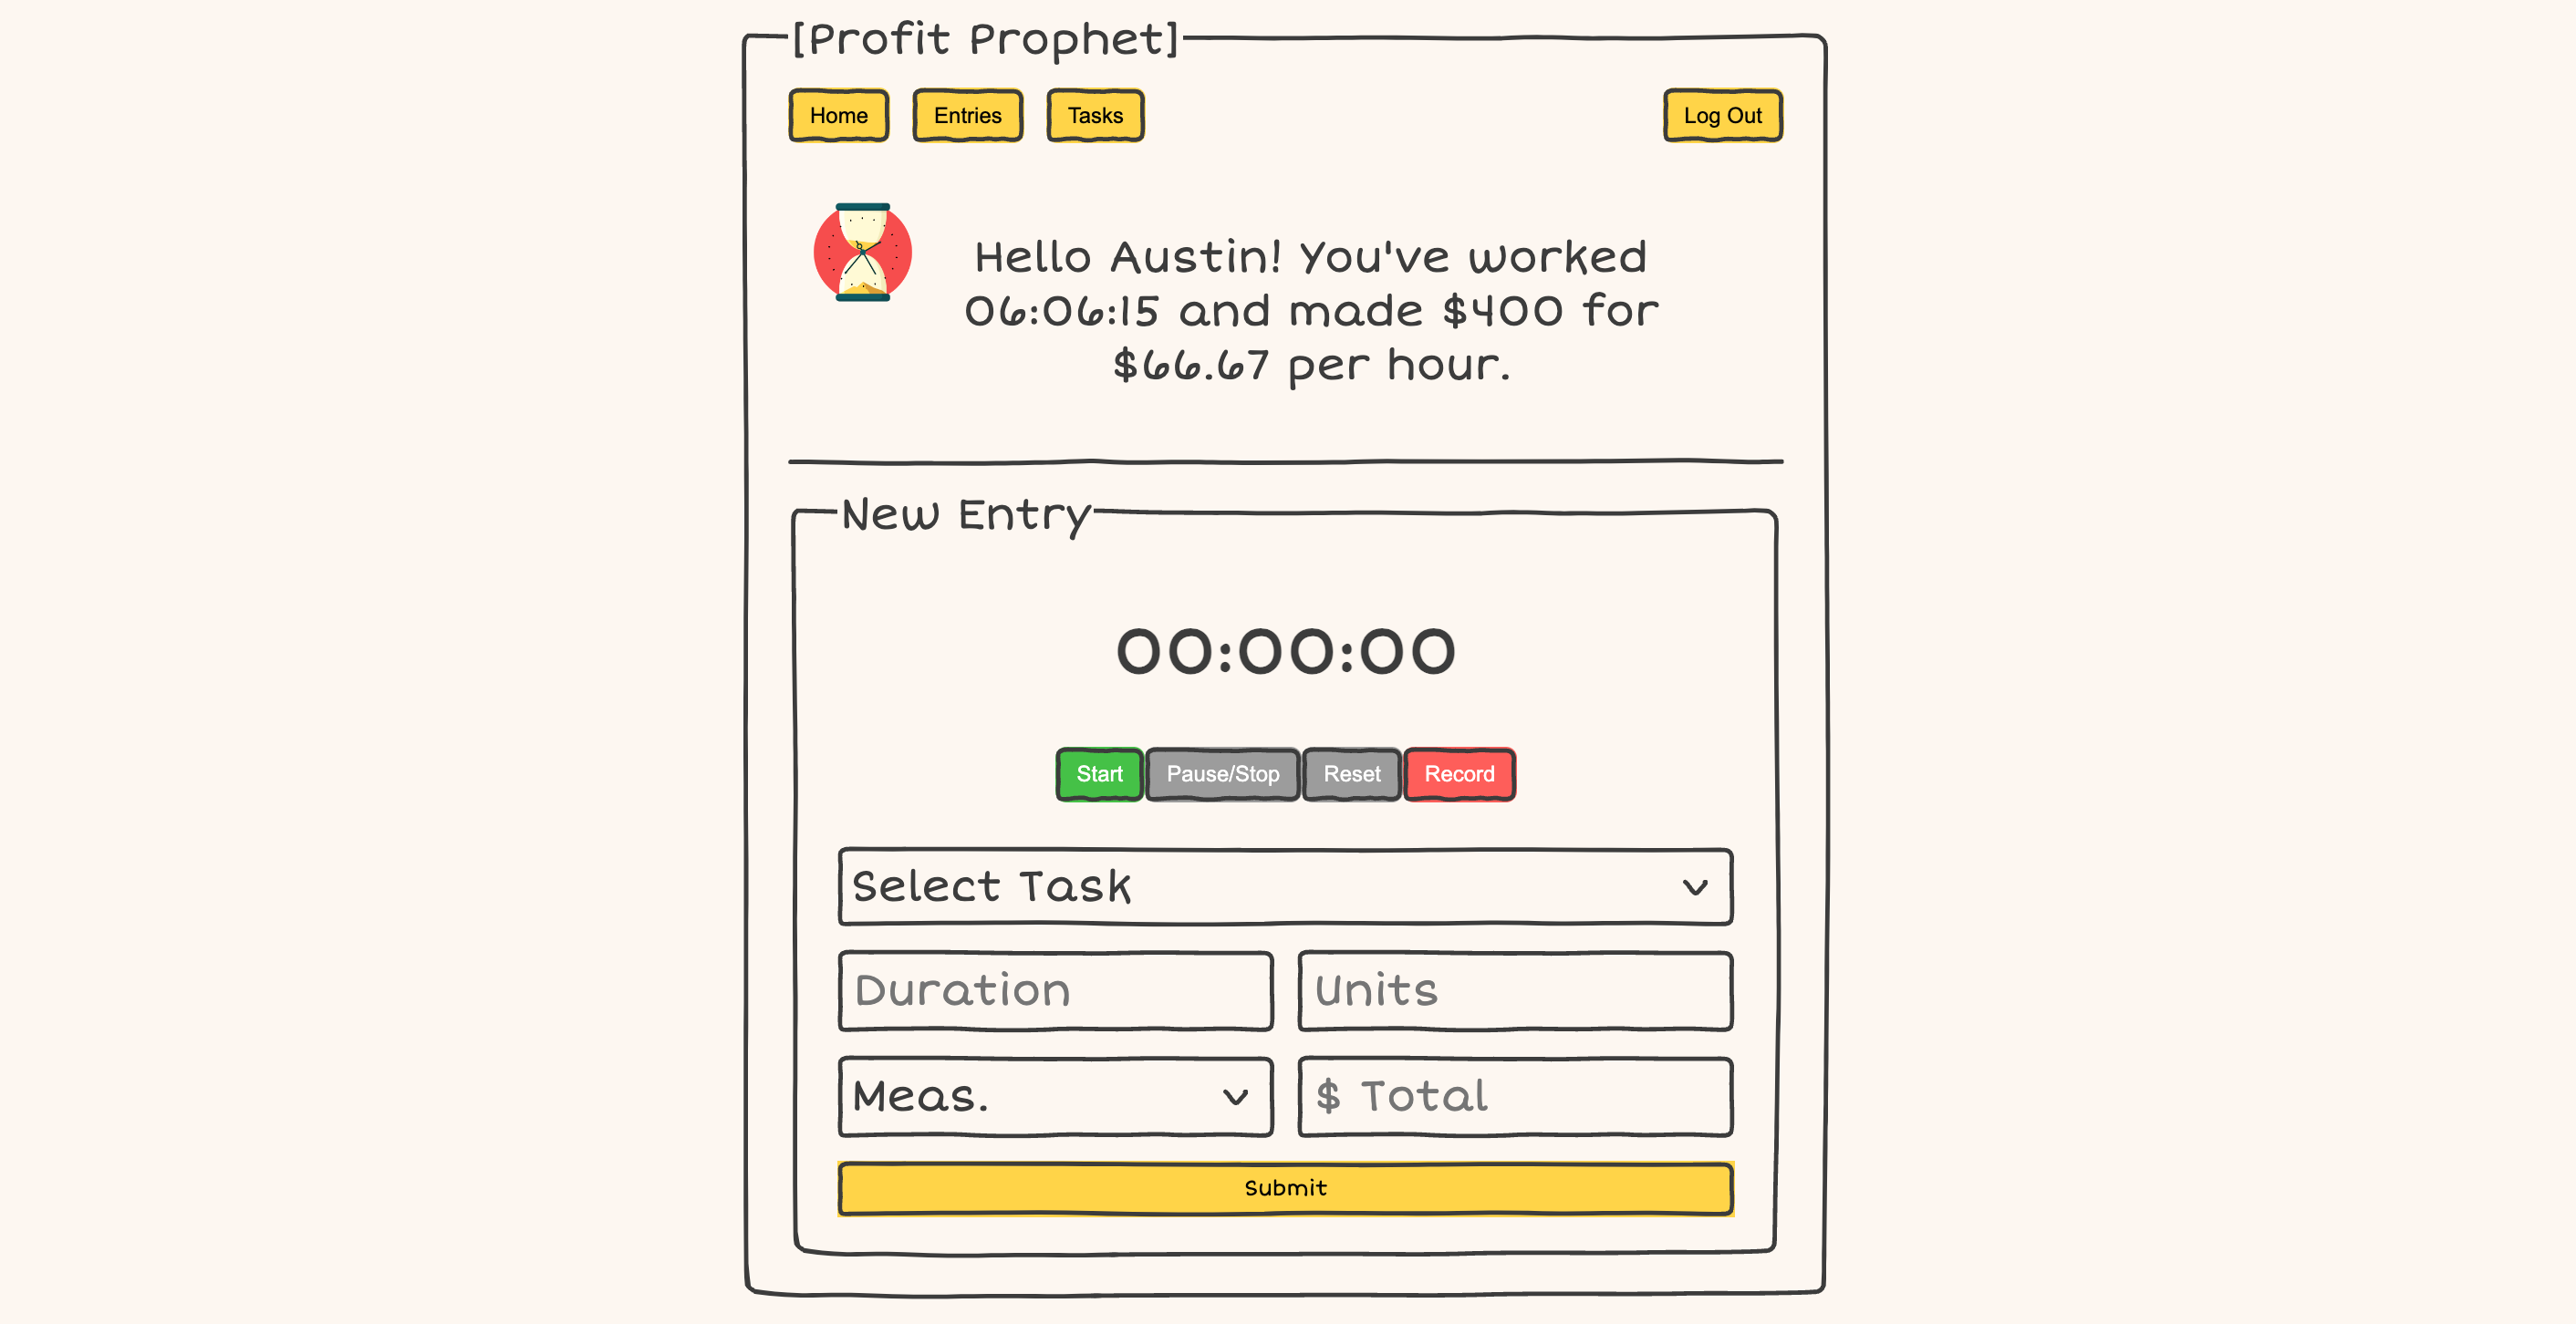 [Profit Prophet]
Home Entries Tasks Log Out
Hello Austin! You've worked
06:06:15 and made $400 for
$66.67 per hour.
New Entry
00:00:00
Start Pause/Stop Reset Record
Select Task
Duration Units
Meas. $ Total
Submit